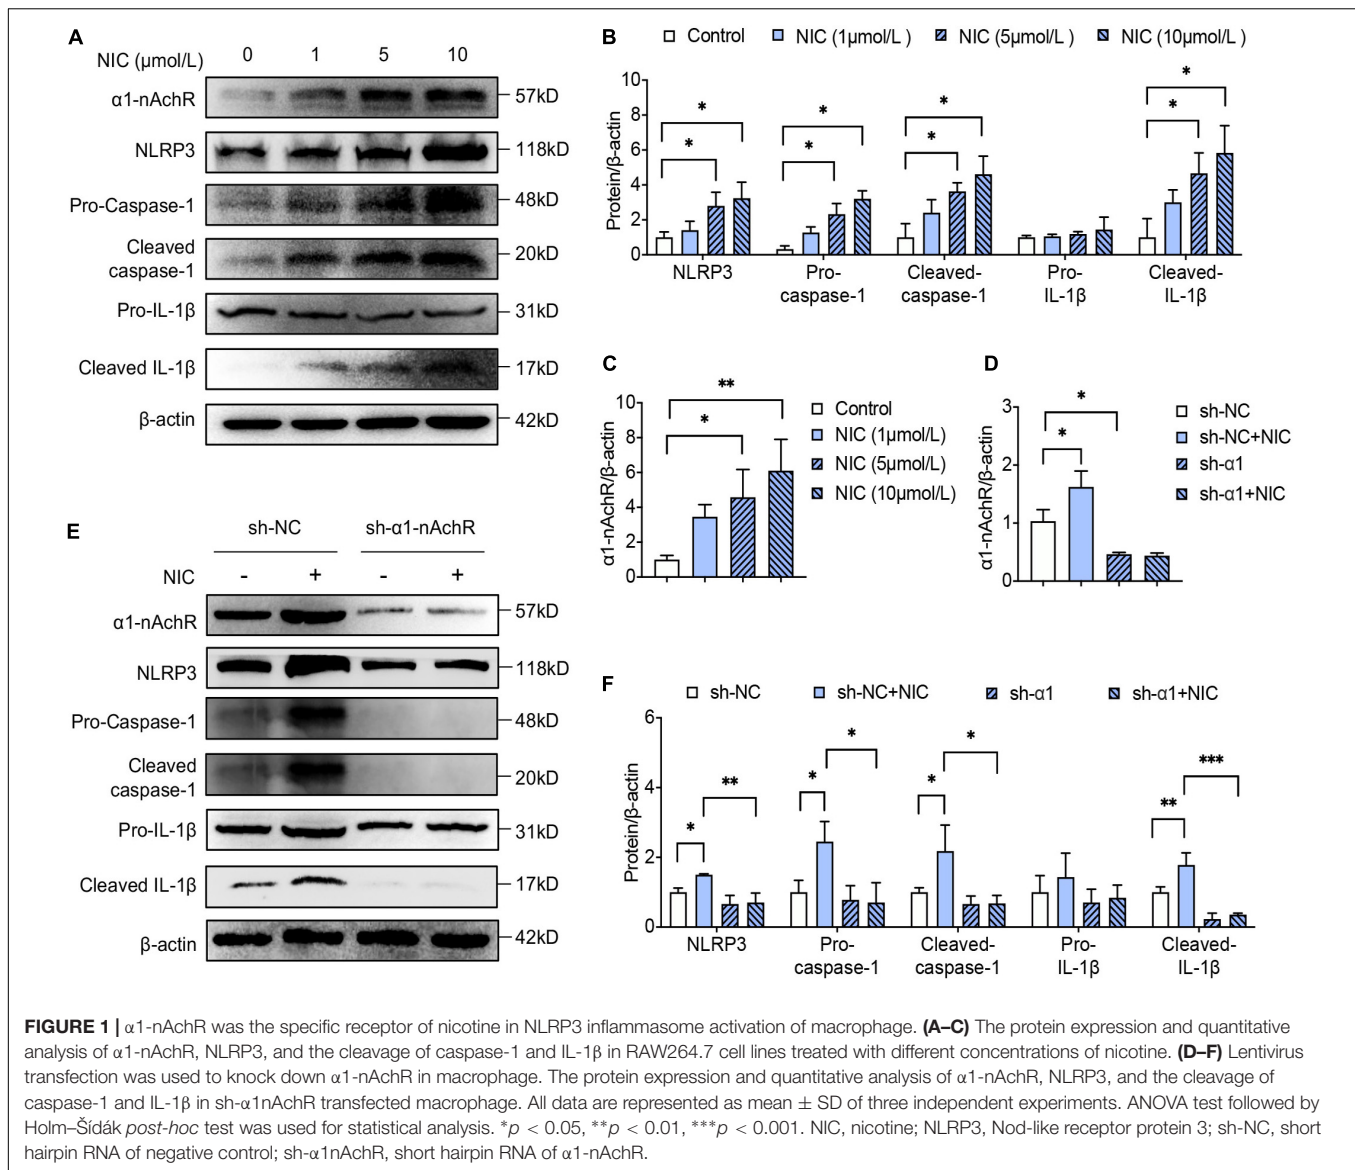 A
NIC (μmol/L) 0 1 5 10
α1-nAchR 57kD
NLRP3 118kD
Pro-Caspase-1 48kD
Cleaved
caspase-1 20kD
Pro-IL-1β 31kD
Cleaved IL-1β 17kD
β-actin 42kD
B
Control NIC (1μmol/L ) NIC (5μmol/L ) NIC (10μmol/L )
Protein/β-actin
10
8
6
4
2
0
* * * * * * * *
NLRP3 Pro- Cleaved- Pro- Cleaved-
caspase-1 caspase-1 IL-1β IL-1β
C
α1-nAchR/β-actin
10
8
6
4
2
0
**
*
Control
NIC (1μmol/L)
NIC (5μmol/L)
NIC (10μmol/L)
D
α1-nAchR/β-actin
3
2
1
0
*
*
sh-NC
sh-NC+NIC
sh-α1
sh-α1+NIC
E
sh-NC sh-α1-nAchR
NIC - + - +
α1-nAchR 57kD
NLRP3 118kD
Pro-Caspase-1 48kD
Cleaved
caspase-1 20kD
Pro-IL-1β 31kD
Cleaved IL-1β 17kD
β-actin 42kD
F
sh-NC sh-NC+NIC sh-α1 sh-α1+NIC
Protein/β-actin
6
4
2
0
* ** * * * * ** ***
NLRP3 Pro- Cleaved- Pro- Cleaved-
caspase-1 caspase-1 IL-1β IL-1β
FIGURE 1 | α1-nAchR was the specific receptor of nicotine in NLRP3 inflammasome activation of macrophage. (A–C) The protein expression and quantitative
analysis of α1-nAchR, NLRP3, and the cleavage of caspase-1 and IL-1β in RAW264.7 cell lines treated with different concentrations of nicotine. (D–F) Lentivirus
transfection was used to knock down α1-nAchR in macrophage. The protein expression and quantitative analysis of α1-nAchR, NLRP3, and the cleavage of
caspase-1 and IL-1β in sh-α1nAchR transfected macrophage. All data are represented as mean ± SD of three independent experiments. ANOVA test followed by
Holm–Šídák post-hoc test was used for statistical analysis. *p < 0.05, **p < 0.01, ***p < 0.001. NIC, nicotine; NLRP3, Nod-like receptor protein 3; sh-NC, short
hairpin RNA of negative control; sh-α1nAchR, short hairpin RNA of α1-nAchR.